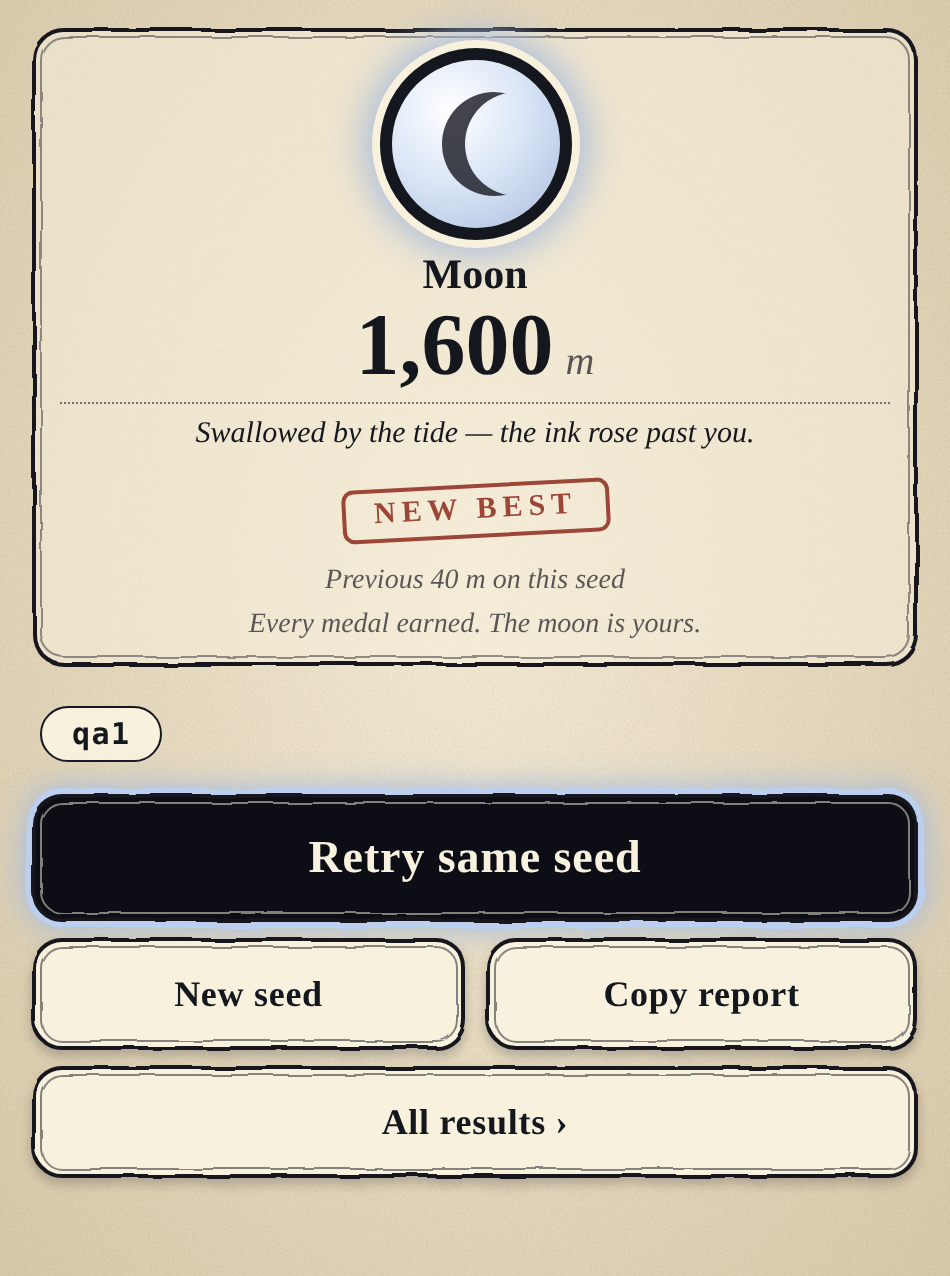 Moon
1,600 m
Swallowed by the tide — the ink rose past you.
NEW BEST
Previous 40 m on this seed
Every medal earned. The moon is yours.
qa1
Retry same seed
New seed
Copy report
All results ›